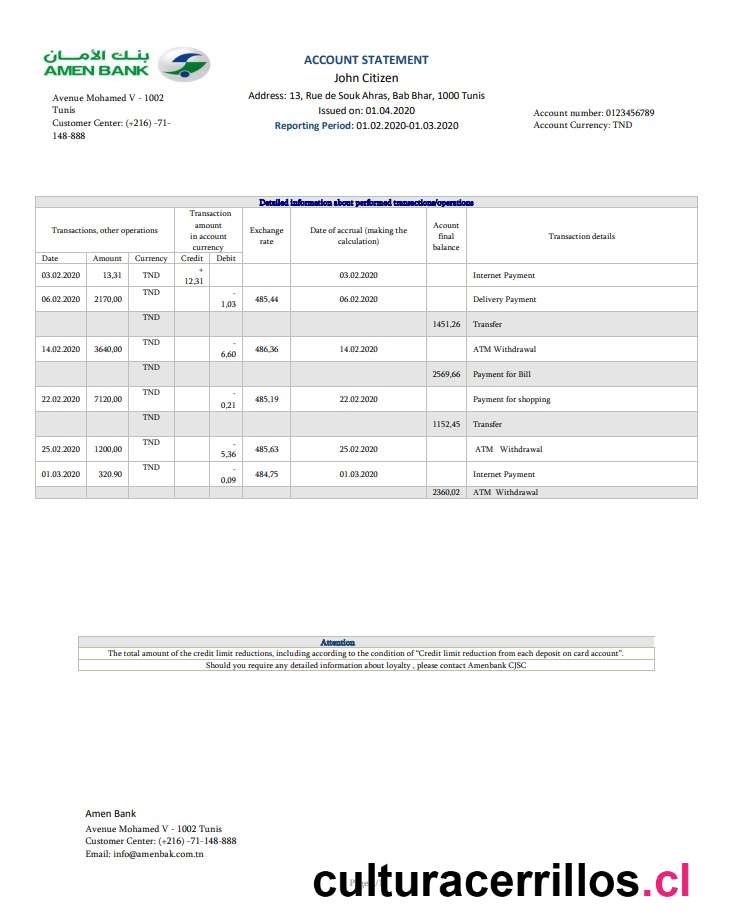 بنك الأمان
AMEN BANK
Avenue Mohamed V - 1002
Tunis
Customer Center: (+216) -71-
148-888
ACCOUNT STATEMENT
John Citizen
Address: 13, Rue de Souk Ahras, Bab Bhar, 1000 Tunis
Issued on: 01.04.2020
Reporting Period: 01.02.2020-01.03.2020
Account number: 0123456789
Account Currency: TND
Detailed information about performed transections/operations
Transactions, other operations
Transaction
amount
in account
currency
Exchange
rate
Date of accrual (making the
calculation)
Acount
final
balance
Transaction details
Date Amount Currency Credit Debit
03.02.2020 13,31 TND + 12,31 03.02.2020 Internet Payment
06.02.2020 2170,00 TND - 1,03 485,44 06.02.2020 Delivery Payment
TND 1451,26 Transfer
14.02.2020 3640,00 TND - 6,60 486,36 14.02.2020 ATM Withdrawal
TND 2569,66 Payment for Bill
22.02.2020 7120,00 TND - 0,21 485,19 22.02.2020 Payment for shopping
TND 1152,45 Transfer
25.02.2020 1200,00 TND - 5,36 485,63 25.02.2020 ATM Withdrawal
01.03.2020 320.90 TND - 0,09 484,75 01.03.2020 Internet Payment
2360,02 ATM Withdrawal
Attention
The total amount of the credit limit reductions, including according to the condition of "Credit limit reduction from each deposit on card account".
Should you require any detailed information about loyalty , please contact Amenbank CJSC
Amen Bank
Avenue Mohamed V - 1002 Tunis
Customer Center: (+216) -71-148-888
Email: info@amenbak.com.tn
culturacerrillos.cl